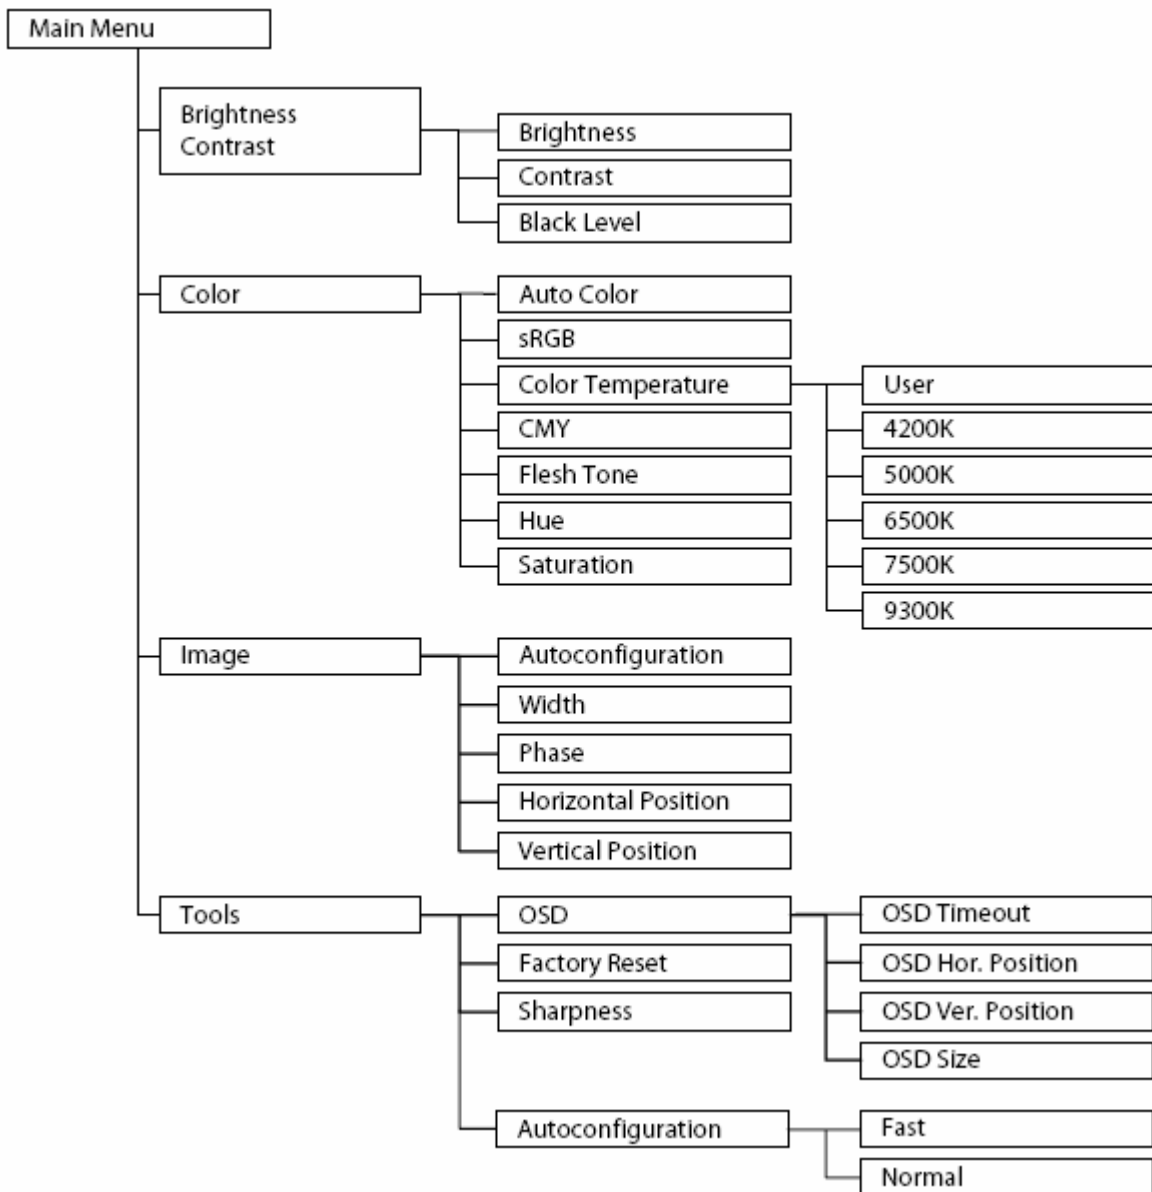 Main Menu
Brightness
Contrast
Brightness
Contrast
Black Level
Color
Auto Color
sRGB
Color Temperature
User
CMY
4200K
Flesh Tone
5000K
Hue
6500K
Saturation
7500K
9300K
Image
Autoconfiguration
Width
Phase
Horizontal Position
Vertical Position
Tools
OSD
OSD Timeout
Factory Reset
OSD Hor. Position
Sharpness
OSD Ver. Position
OSD Size
Autoconfiguration
Fast
Normal